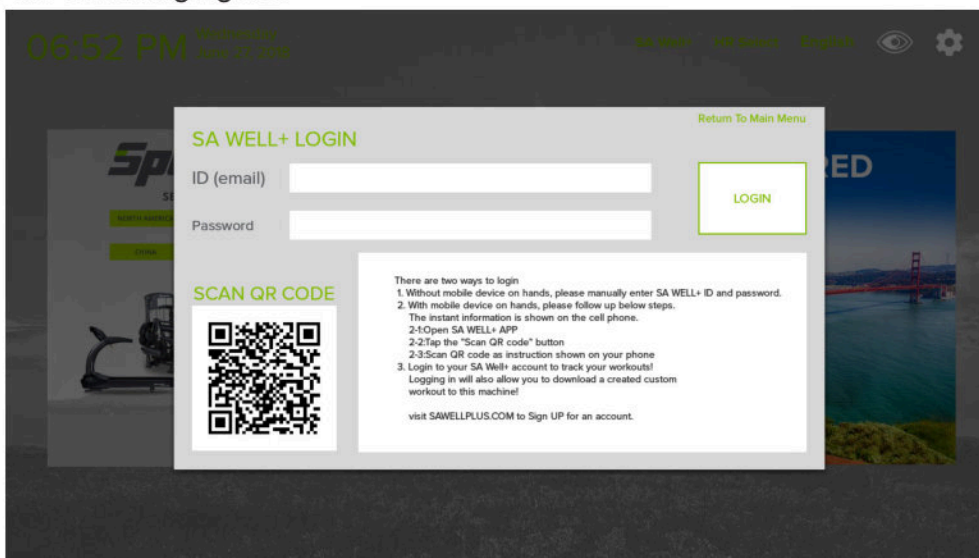 06:52 PM
Wednesday
SA Well+
English
Return To Main Menu
SA WELL+ LOGIN
ID (email)
LOGIN
Password
NORTH AMERICA
CHINA
SCAN QR CODE
There are two ways to login
1. Without mobile device on hands, please manually enter SA WELL+ ID and password.
2. With mobile device on hands, please follow up below steps.
The instant information is shown on the cell phone.
2-1:Open SA WELL+ APP
2-2:Tap the "Scan QR code" button
2-3:Scan QR code as instruction shown on your phone
3. Login to your SA Well+ account to track your workouts!
Logging in will also allow you to download a created custom
workout to this machine!
visit SAWELLPLUS.COM to Sign UP for an account.